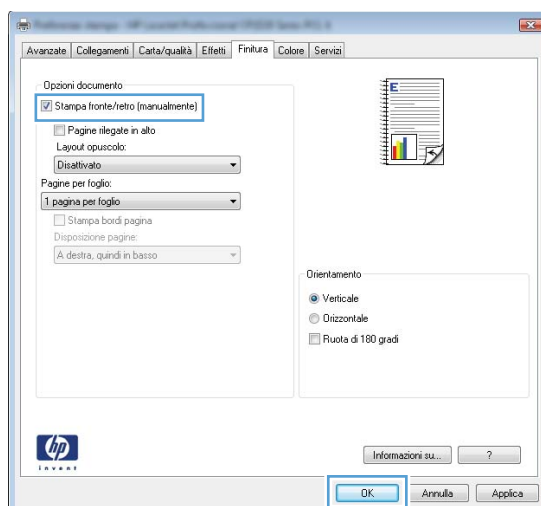 Avanzate Collegamenti Carta/qualità Effetti Finitura Colore Servizi
Opzioni documento
Stampa fronte/retro (manualmente)
Pagine rilegate in alto
Layout opuscolo:
Disattivato
Pagine per foglio:
1 pagina per foglio
Stampa bordi pagina
Disposizione pagine:
A destra, quindi in basso
E
Orientamento
Verticale
Orizzontale
Ruota di 180 gradi
hp
invent
Informazioni su... ?
OK Annulla Applica